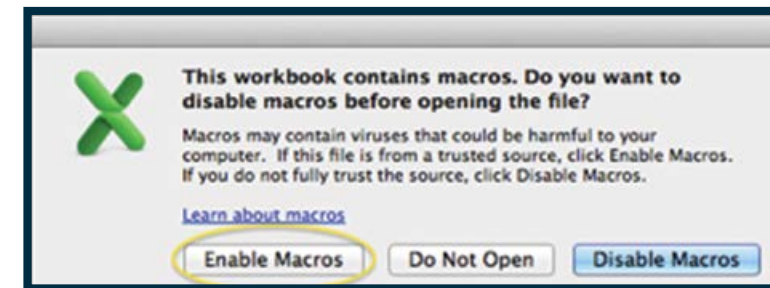 This workbook contains macros. Do you want to
disable macros before opening the file?
Macros may contain viruses that could be harmful to your
computer.  If this file is from a trusted source, click Enable Macros.
If you do not fully trust the source, click Disable Macros.
Learn about macros
Enable Macros
Do Not Open
Disable Macros